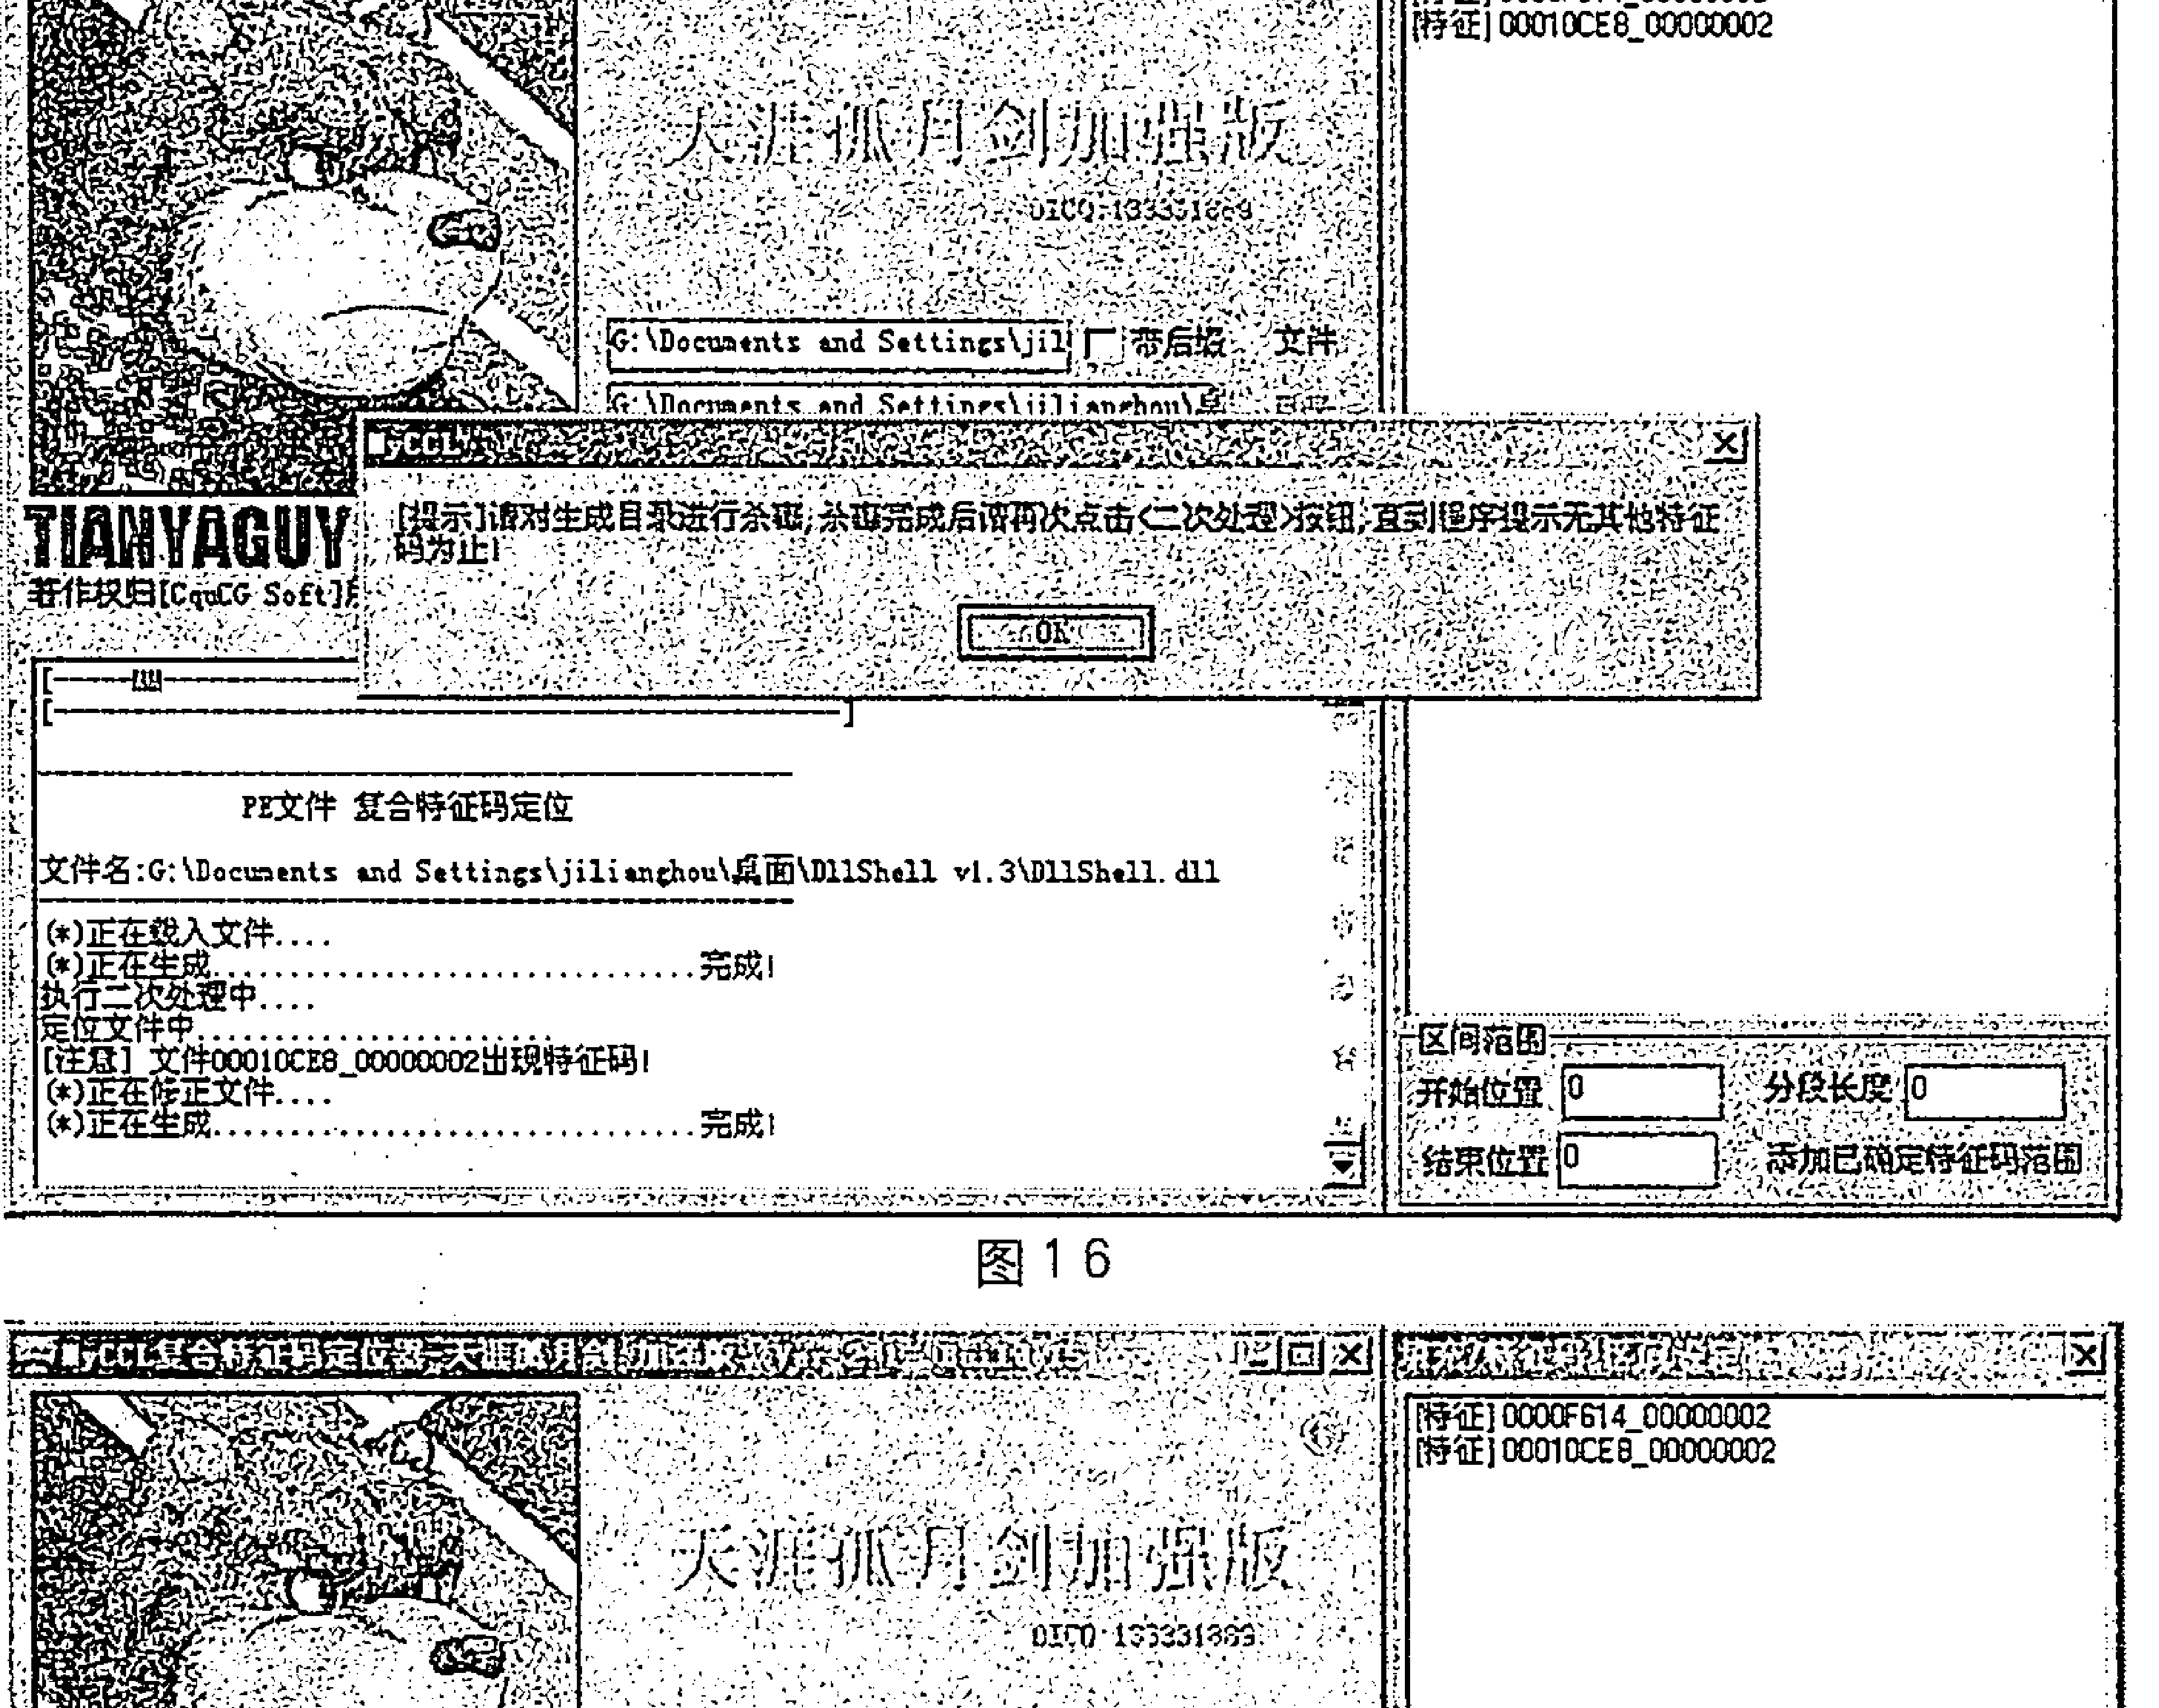 [特征]00010CE8_00000002
天涯孤月剑加强版
G:\Documents and Settings\jil
带后缀
文件
G:\Documents and Settings\jilianghou\桌
[提示]请对生成目录进行杀毒,杀毒完成后请再次点击<二次处理>按钮,直到程序提示无其他特征
码为止!
OK
TIANYAGUY
著作权归[CquCG Soft]
PE文件 复合特征码定位
文件名:G:\Documents and Settings\jilianghou\桌面\DllShell v1.3\DllShell.dll
(*)正在载入文件....
(*)正在生成...............................完成!
执行二次处理中....
定位文件中.......................
[注意] 文件00010CE8_00000002出现特征码!
(*)正在修正文件....
(*)正在生成...............................完成!
区间范围
开始位置 0
分段长度 0
结束位置 0
添加已确定特征码范围
图16
[特征]0000F614_00000002
[特征]00010CE8_00000002
天涯孤月剑加强版